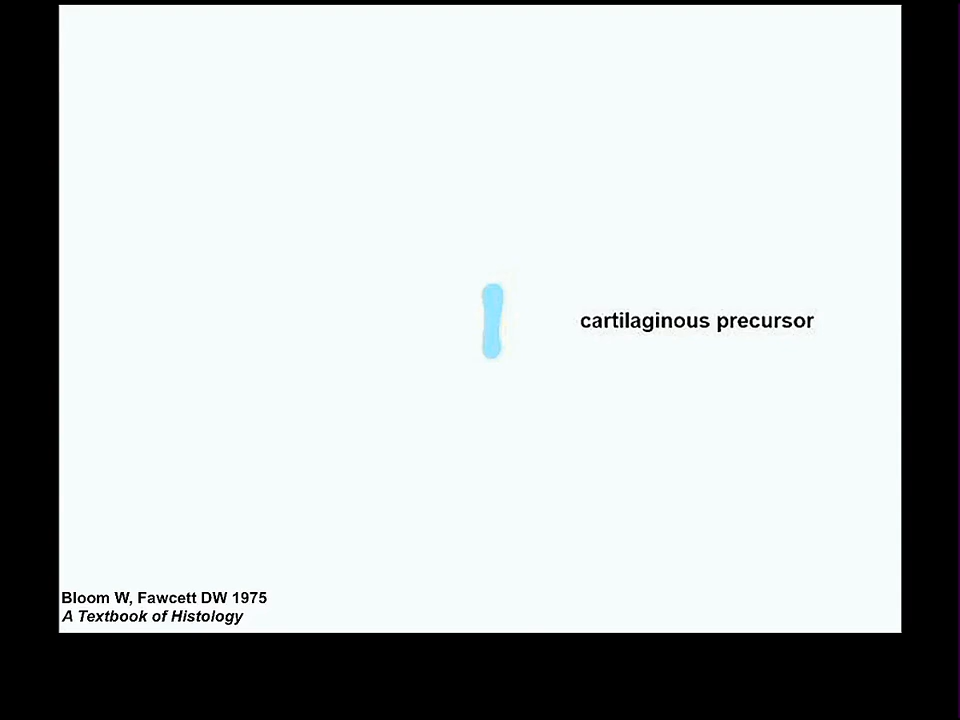 cartilaginous precursor
Bloom W, Fawcett DW 1975
A Textbook of Histology